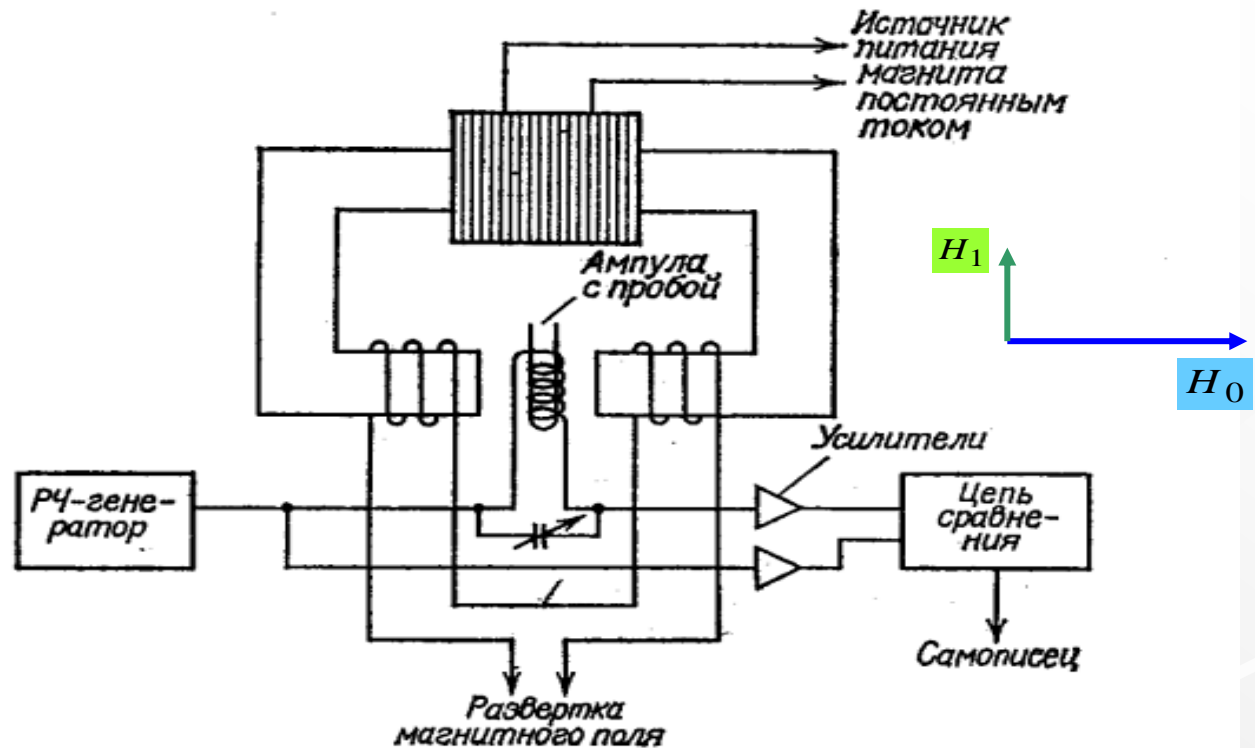 Источник
питания
магнита
постоянным
током
Ампула
с пробой
H1
H0
Усилители
РЧ-гене-
ратор
Цепь
сравне-
ния
Самописец
Развертка
магнитного поля